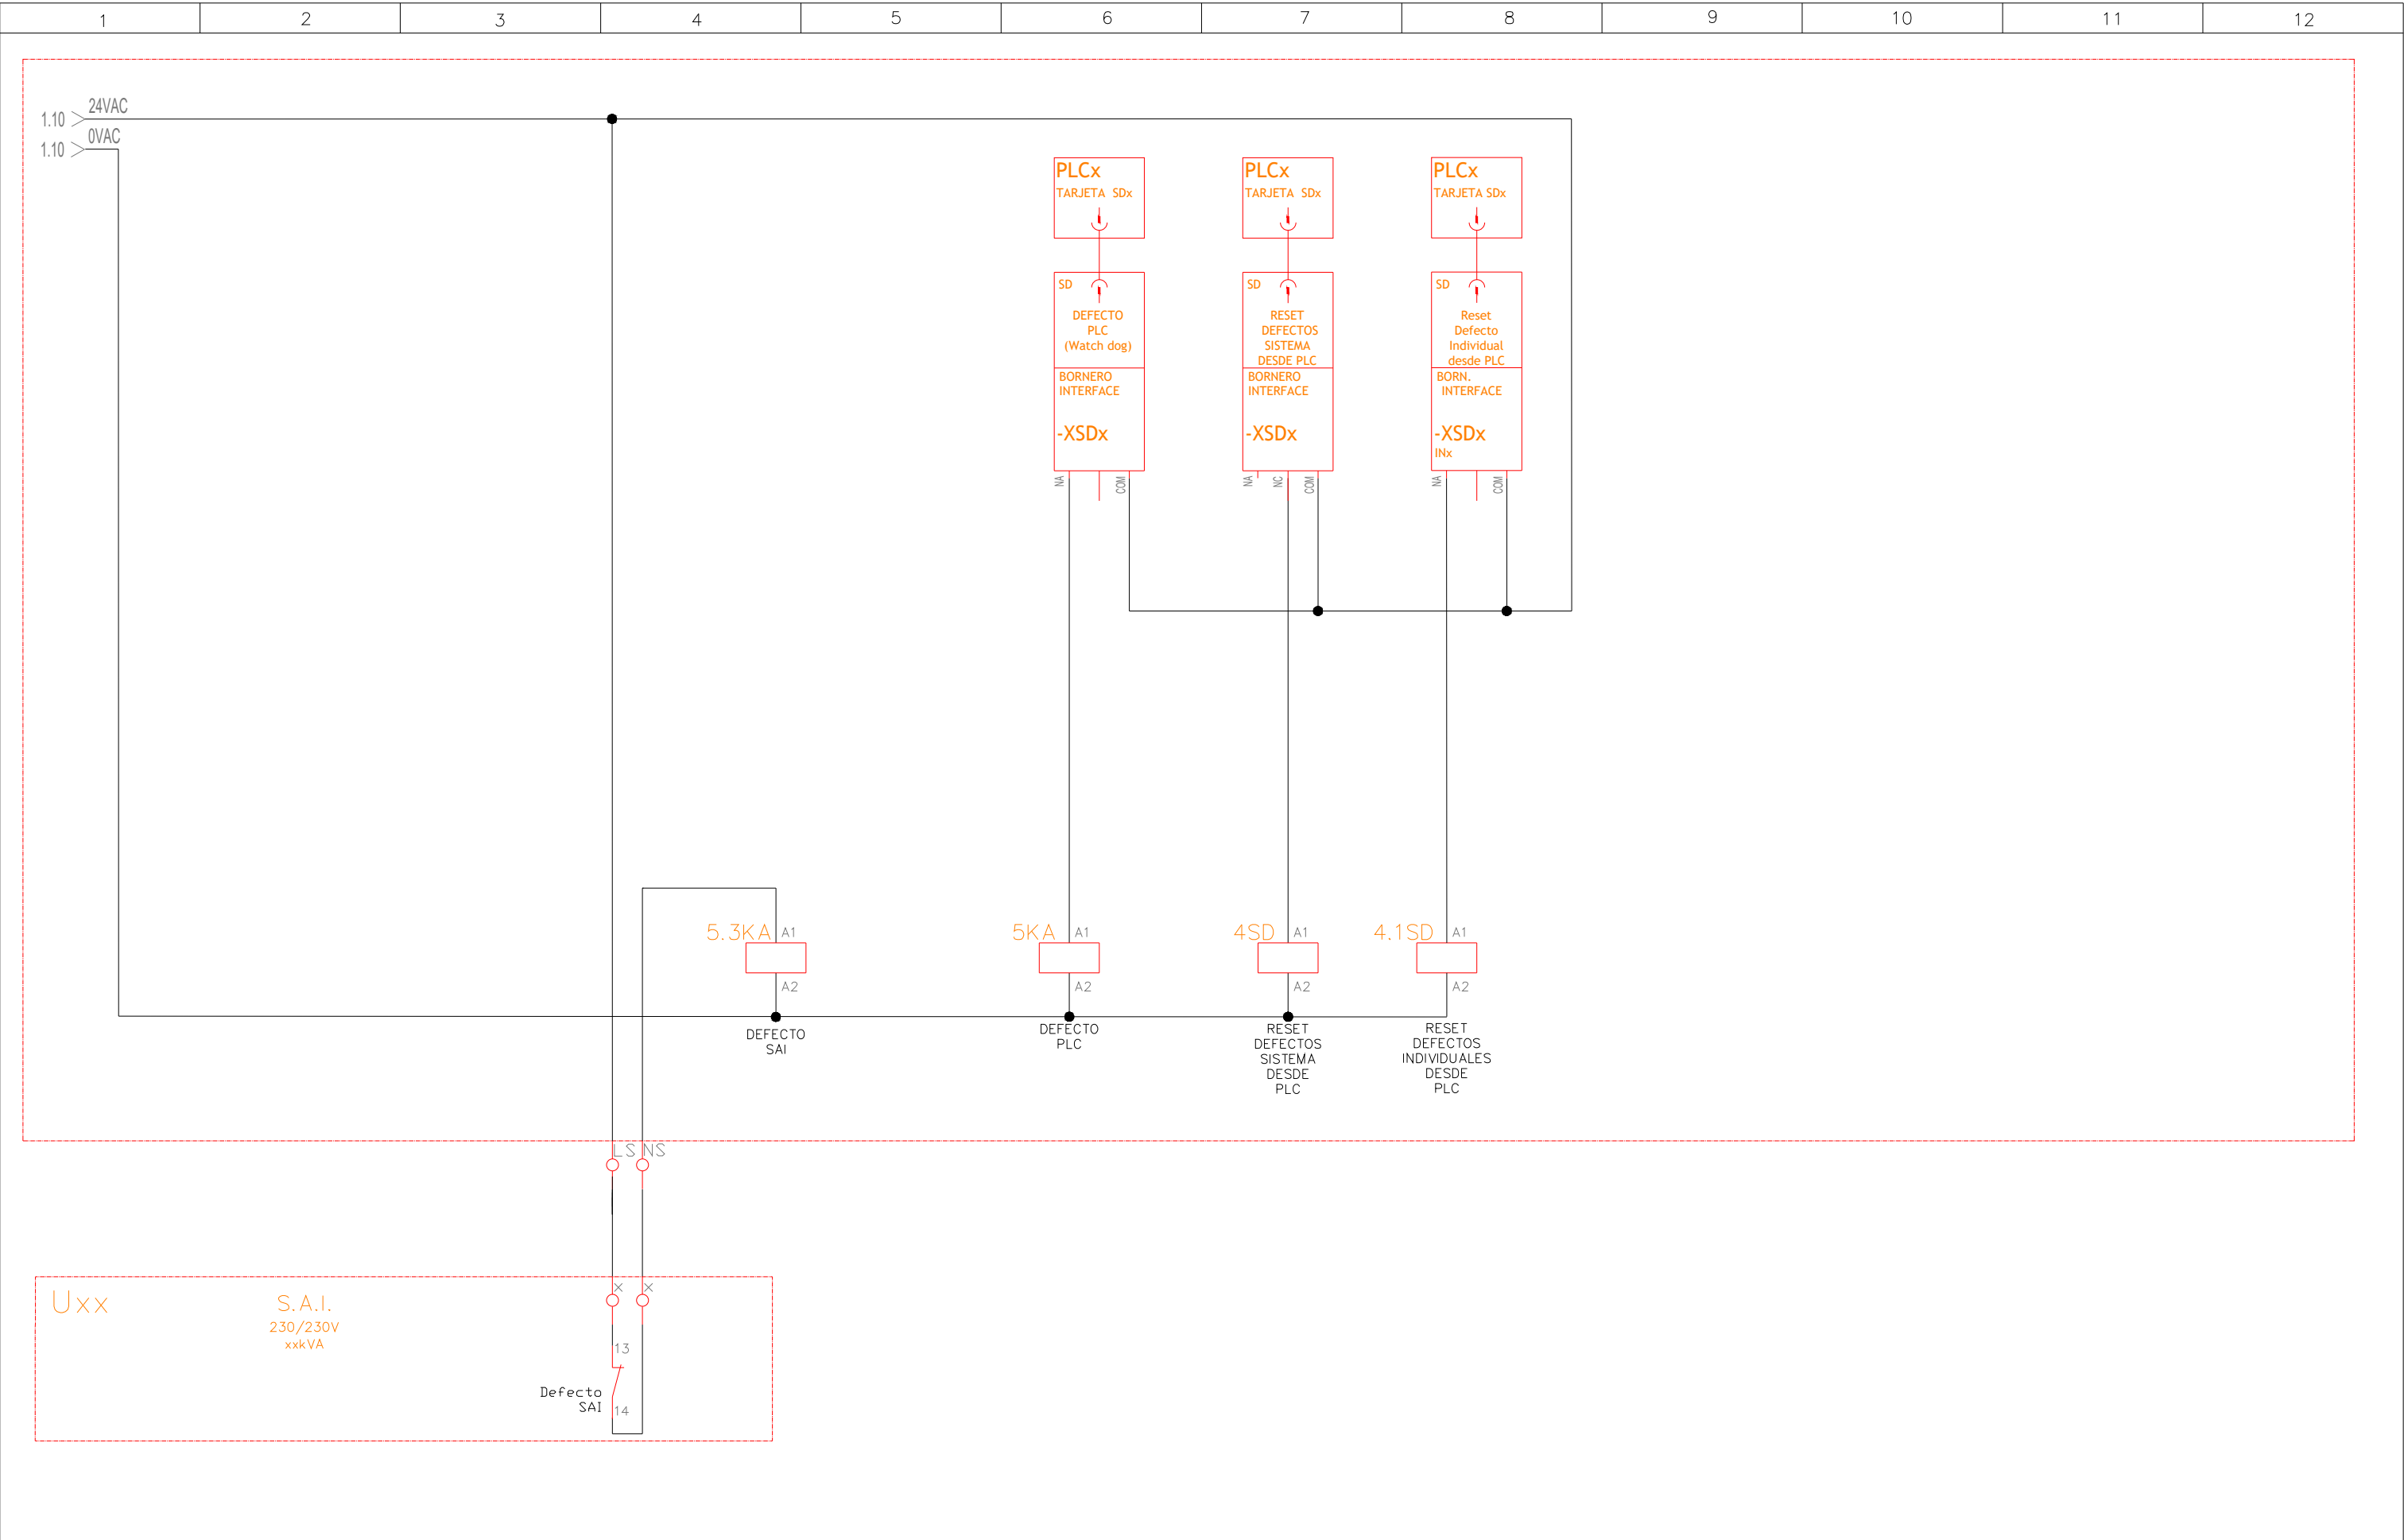 1 2 3 4 5 6 7 8 9 10 11 12
1.10 24VAC
1.10 0VAC
PLCx
TARJETA SDx
SD
DEFECTO
PLC
(Watch dog)
BORNERO
INTERFACE
-XSDx
NA COM
PLCx
TARJETA SDx
SD
RESET
DEFECTOS
SISTEMA
DESDE PLC
BORNERO
INTERFACE
-XSDx
NA NC COM
PLCx
TARJETA SDx
SD
Reset
Defecto
Individual
desde PLC
BORN.
INTERFACE
-XSDx
INx
NA COM
5.3KA A1
A2
DEFECTO
SAI
5KA A1
A2
DEFECTO
PLC
4SD A1
A2
RESET
DEFECTOS
SISTEMA
DESDE
PLC
4.1SD A1
A2
RESET
DEFECTOS
INDIVIDUALES
DESDE
PLC
LS NS
Uxx
S.A.I.
230/230V
xxkVA
x x
13
Defecto
SAI
14